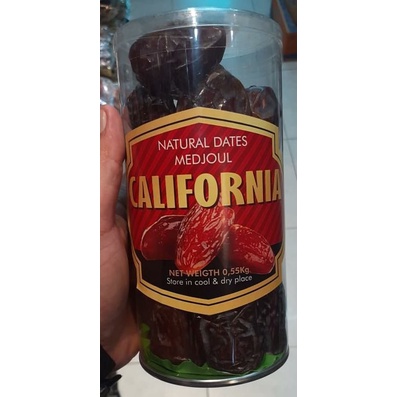 NATURAL DATES
MEDJOUL
CALIFORNIA
NET WEIGTH 0,55Kg
Store in cool & dry place